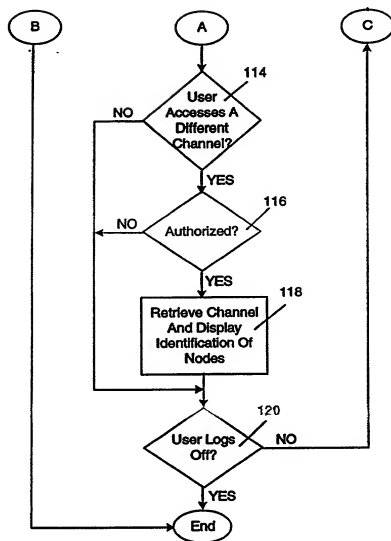 B
A
C
114
User
Accesses A
Different
Channel?
NO
YES
116
Authorized?
NO
YES
118
Retrieve Channel
And Display
Identification Of
Nodes
120
User Logs
Off?
NO
YES
End